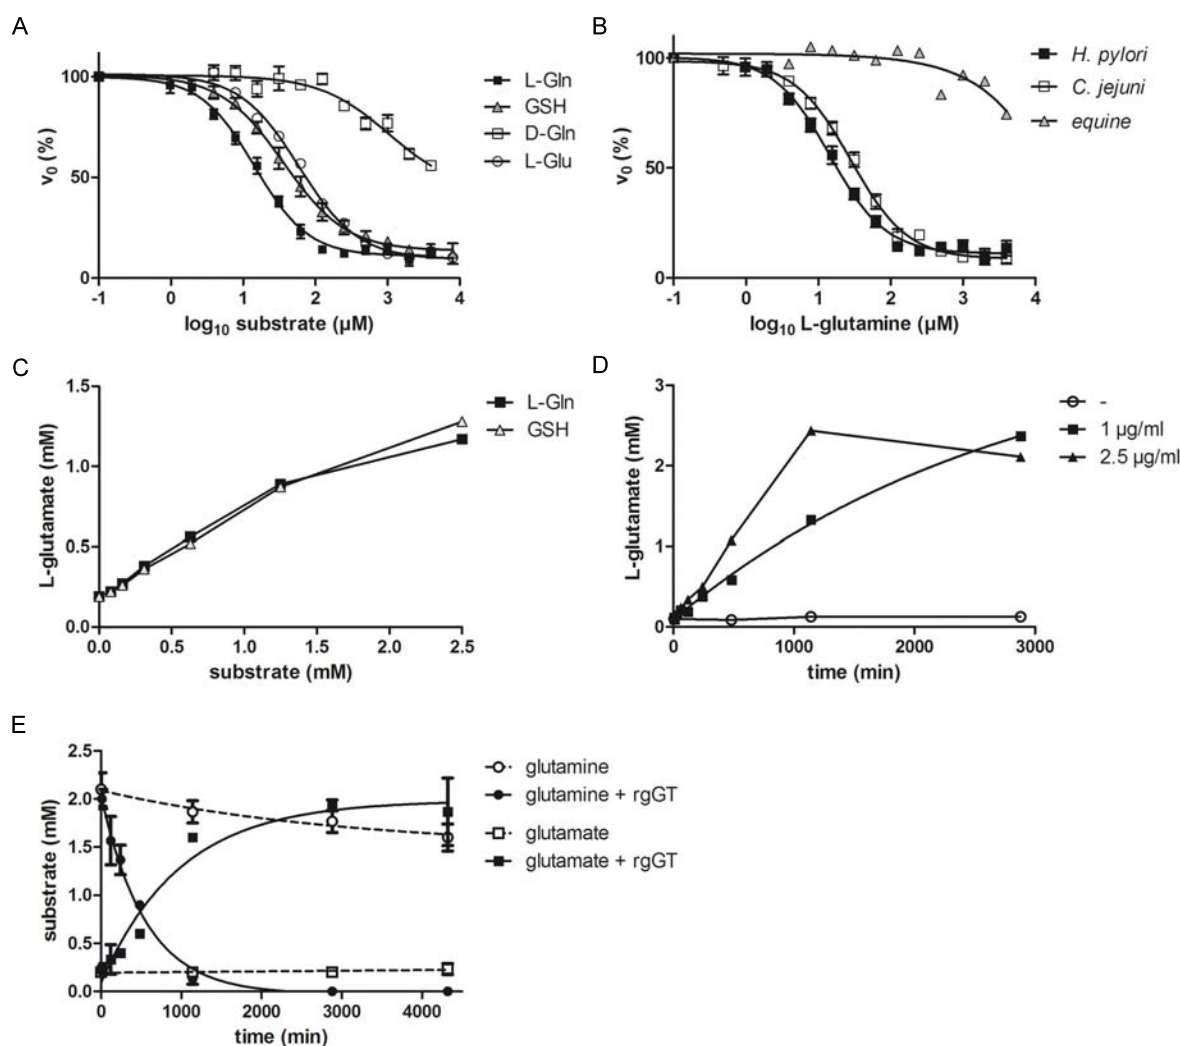 A
100
50
0
v0 (%)
-1 0 1 2 3 4
log10 substrate (µM)
L-Gln
GSH
D-Gln
L-Glu
B
100
50
0
v0 (%)
-1 0 1 2 3 4
log10 L-glutamine (µM)
H. pylori
C. jejuni
equine
C
1.5
1.0
0.5
0.0
L-glutamate (mM)
0.0 0.5 1.0 1.5 2.0 2.5
substrate (mM)
L-Gln
GSH
D
3
2
1
0
L-glutamate (mM)
0 1000 2000 3000
time (min)
-
1 µg/ml
2.5 µg/ml
E
2.5
2.0
1.5
1.0
0.5
0.0
substrate (mM)
0 1000 2000 3000 4000
time (min)
glutamine
glutamine + rgGT
glutamate
glutamate + rgGT